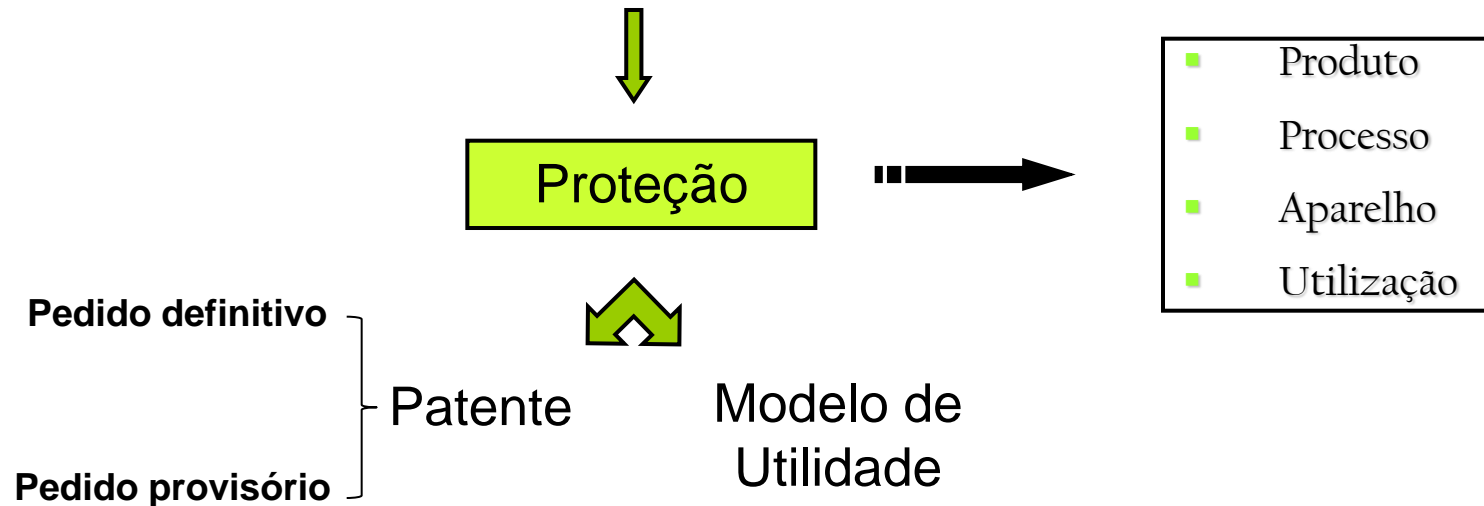 Proteção
Produto
Processo
Aparelho
Utilização
Pedido definitivo
Patente
Pedido provisório
Modelo de
Utilidade